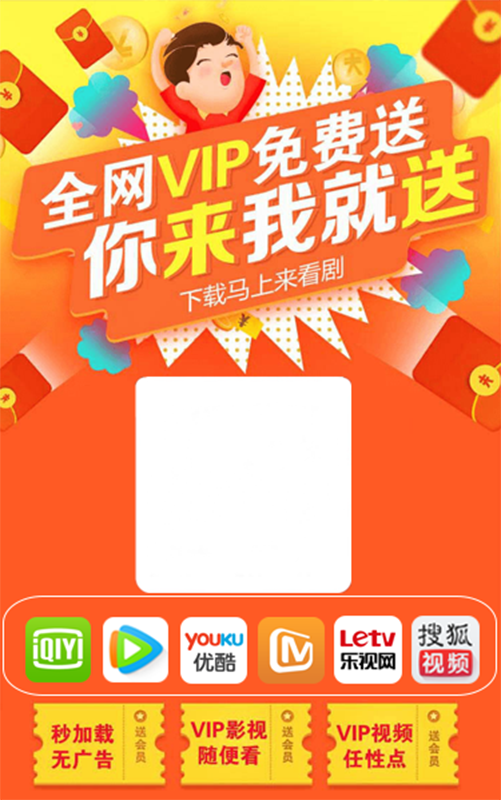 全网VIP免费送
你来我就送
下载马上来看剧
iQIYI
YOUKU
优酷
Letv
乐视网
搜狐
视频
秒加载
无广告
送会员
VIP影视
随便看
送会员
VIP视频
任性点
送会员